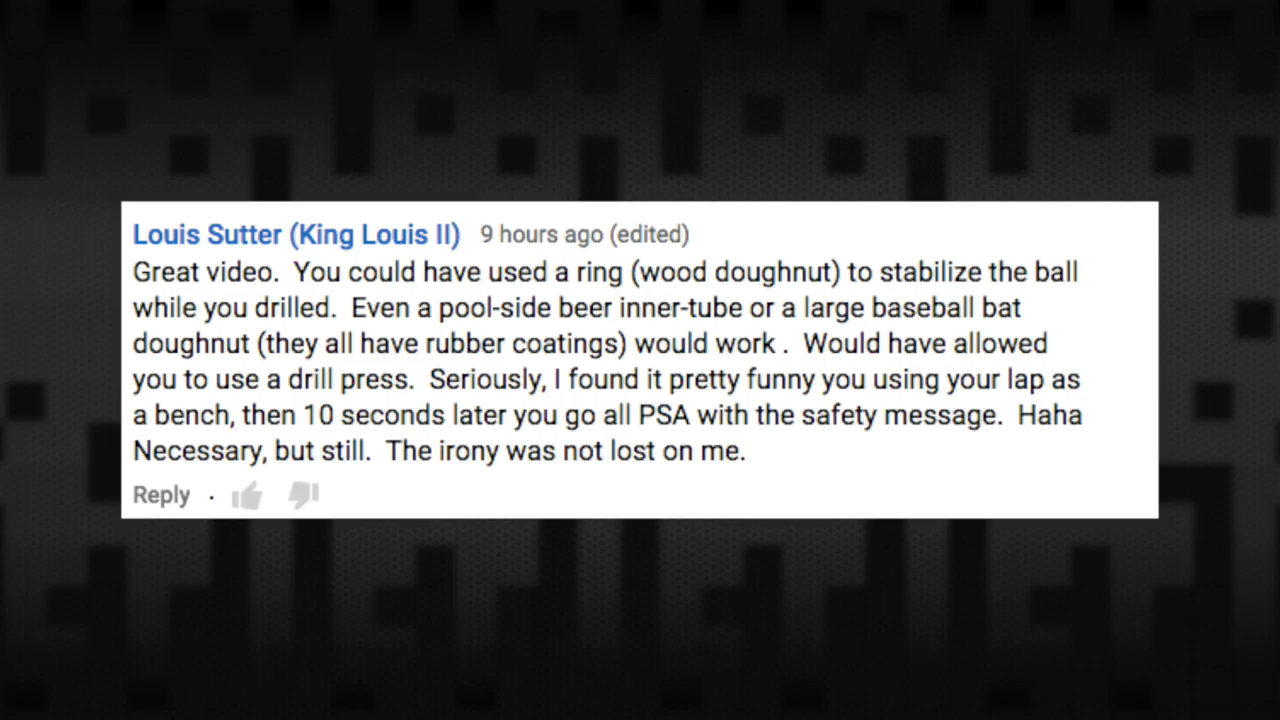 Louis Sutter (King Louis II) 9 hours ago (edited)
Great video.  You could have used a ring (wood doughnut) to stabilize the ball
while you drilled.  Even a pool-side beer inner-tube or a large baseball bat
doughnut (they all have rubber coatings) would work .  Would have allowed
you to use a drill press.  Seriously, I found it pretty funny you using your lap as
a bench, then 10 seconds later you go all PSA with the safety message.  Haha
Necessary, but still.  The irony was not lost on me.
Reply ·